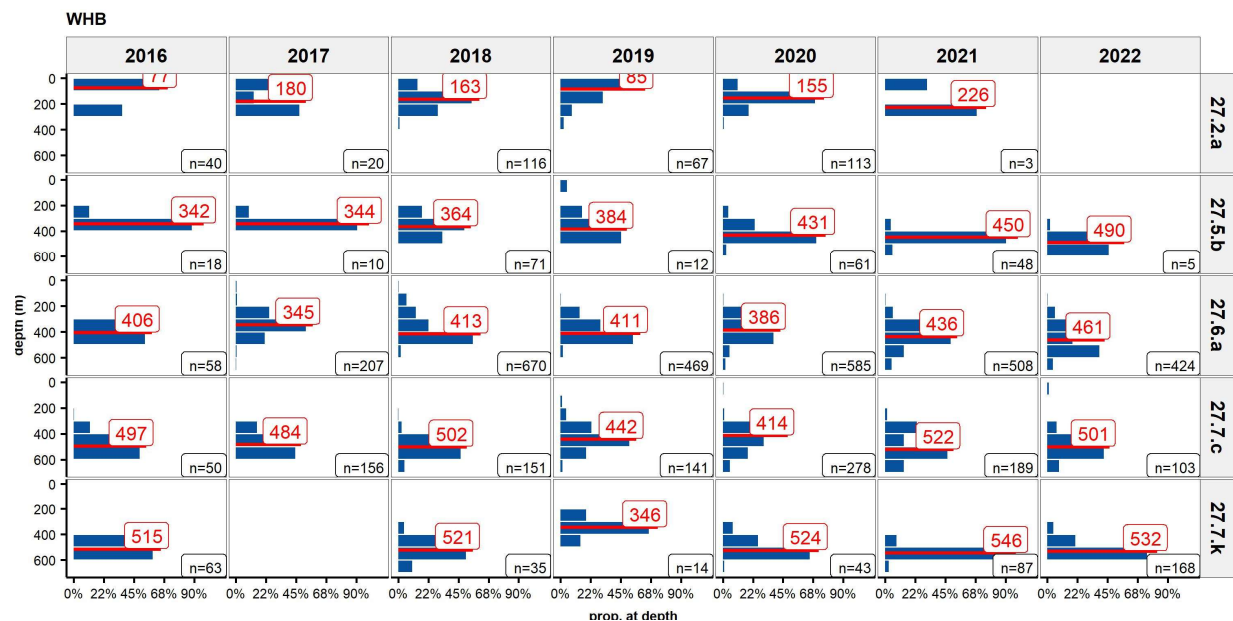 WHB
2016 2017 2018 2019 2020 2021 2022
0 77 180 163 85 155 226
200
400
600 n=40 n=20 n=116 n=67 n=113 n=3
27.2.a
0
200 342 344 364 384 431 450 490
400
600 n=18 n=10 n=71 n=12 n=61 n=48 n=5
27.5.b
depth (m)
0
200
400 406 345 413 411 386 436 461
600 n=58 n=207 n=670 n=469 n=585 n=508 n=424
27.6.a
0
200
400 497 484 502 442 414 522 501
600 n=50 n=156 n=151 n=141 n=278 n=189 n=103
27.7.c
0
200
400 515 521 346 524 546 532
600 n=63 n=35 n=14 n=43 n=87 n=168
27.7.k
0% 22% 45% 68% 90% 0% 22% 45% 68% 90% 0% 22% 45% 68% 90% 0% 22% 45% 68% 90% 0% 22% 45% 68% 90% 0% 22% 45% 68% 90% 0% 22% 45% 68% 90%
prop. at depth